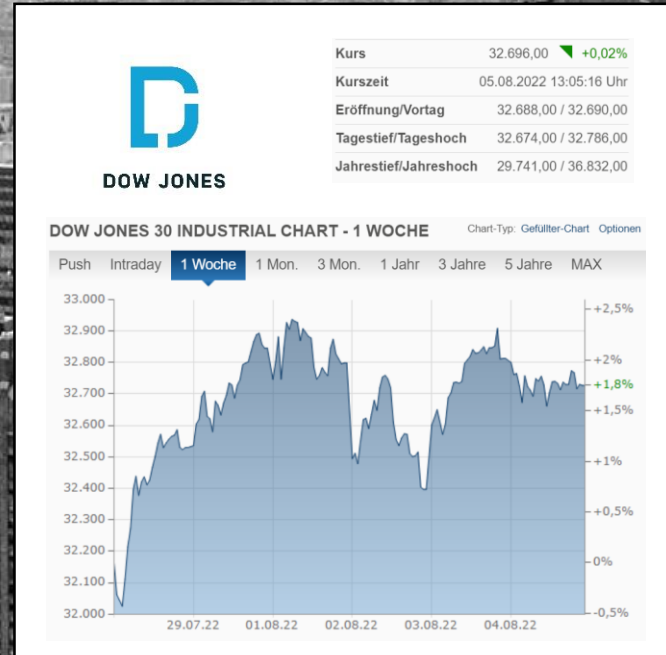 DOW JONES
Kurs 32.696,00 +0,02%
Kurszeit 05.08.2022 13:05:16 Uhr
Eröffnung/Vortag 32.688,00 / 32.690,00
Tagestief/Tageshoch 32.674,00 / 32.786,00
Jahrestief/Jahreshoch 29.741,00 / 36.832,00
DOW JONES 30 INDUSTRIAL CHART - 1 WOCHE Chart-Typ: Gefüllter-Chart Optionen
Push Intraday 1 Woche 1 Mon. 3 Mon. 1 Jahr 3 Jahre 5 Jahre MAX
33.000
+2,5%
32.900
32.800
+2%
+1.8%
32.700
+1,5%
32.600
32.500
+1%
32.400
+0,5%
32.300
32.200
0%
32.100
32.000
-0,5%
29.07.22 01.08.22 02.08.22 03.08.22 04.08.22